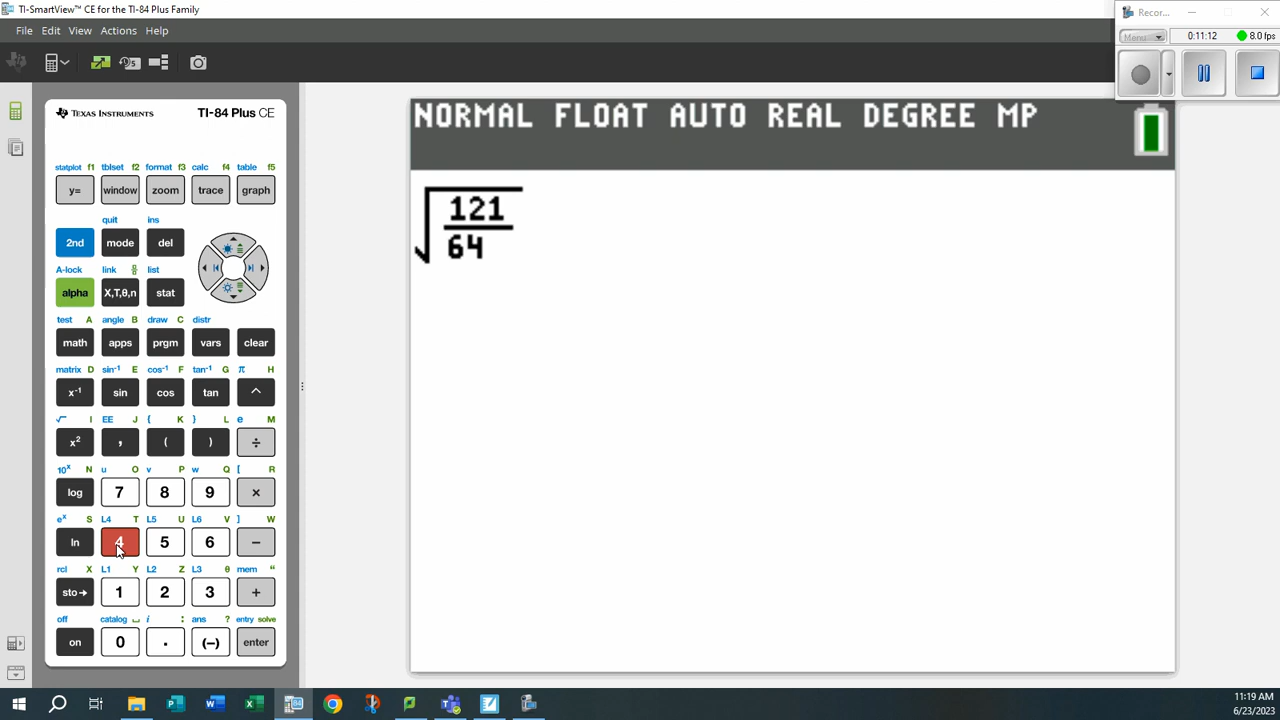 TI-SmartView™ CE for the TI-84 Plus Family
Recor...
File Edit View Actions Help
Menu 0:11:12 8.0 fps
TEXAS INSTRUMENTS TI-84 Plus CE
NORMAL FLOAT AUTO REAL DEGREE MP
√121/64
statplot f1 tblset f2 format f3 calc f4 table f5
y= window zoom trace graph
quit ins
2nd mode del
A-lock link list
alpha X,T,θ,n stat
test A angle B draw C distr
math apps prgm vars clear
matrix D sin⁻¹ E cos⁻¹ F tan⁻¹ G π H
x⁻¹ sin cos tan ^
√ I EE J { K } L e M
x² , ( ) ÷
10ˣ N u O v P w Q [ R
log 7 8 9 ×
eˣ S L4 T L5 U L6 V ] W
ln 4 5 6 −
rcl X L1 Y L2 Z L3 θ mem “
sto→ 1 2 3 +
off catalog ⎵ i : ans ? entry solve
on 0 . (−) enter
11:19 AM
6/23/2023